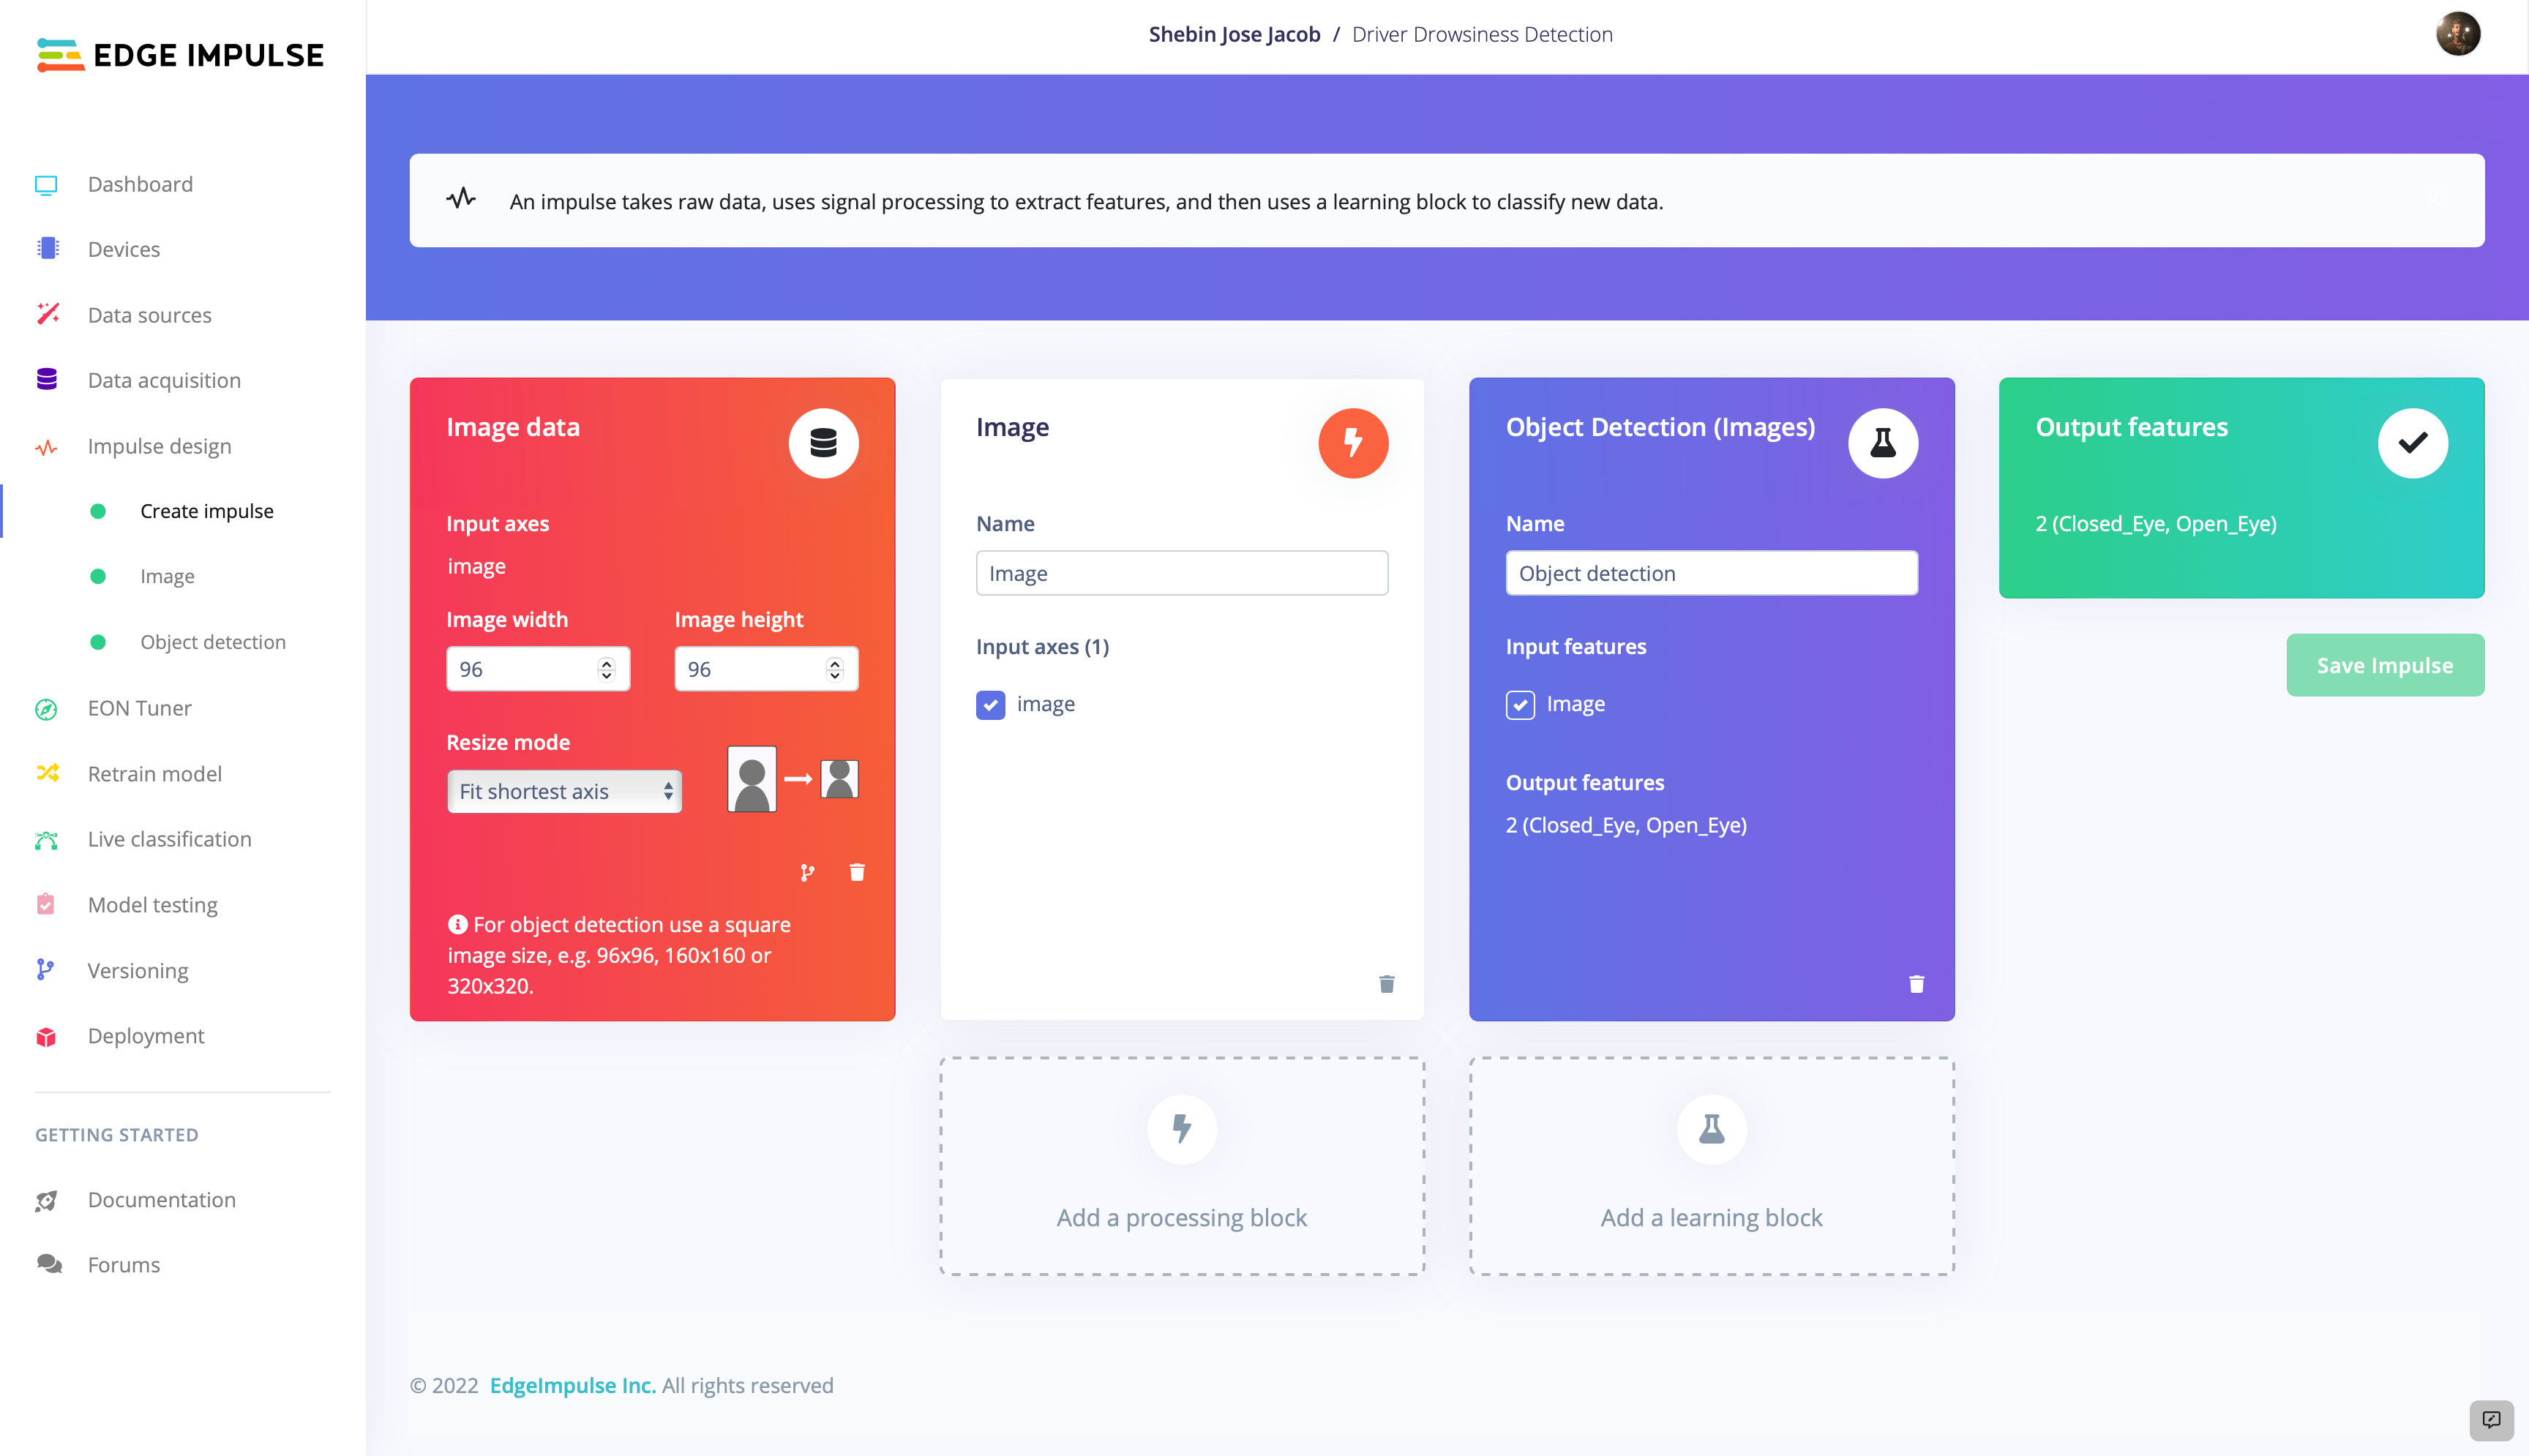 EDGE IMPULSE
Shebin Jose Jacob / Driver Drowsiness Detection
Dashboard
Devices
Data sources
Data acquisition
Impulse design
Create impulse
Image
Object detection
EON Tuner
Retrain model
Live classification
Model testing
Versioning
Deployment
GETTING STARTED
Documentation
Forums
An impulse takes raw data, uses signal processing to extract features, and then uses a learning block to classify new data.
Image data
Input axes
image
Image width
Image height
96
96
Resize mode
Fit shortest axis
For object detection use a square
image size, e.g. 96x96, 160x160 or
320x320.
Image
Name
Image
Input axes (1)
image
Object Detection (Images)
Name
Object detection
Input features
Image
Output features
2 (Closed_Eye, Open_Eye)
Output features
2 (Closed_Eye, Open_Eye)
Save Impulse
Add a processing block
Add a learning block
© 2022 EdgeImpulse Inc. All rights reserved